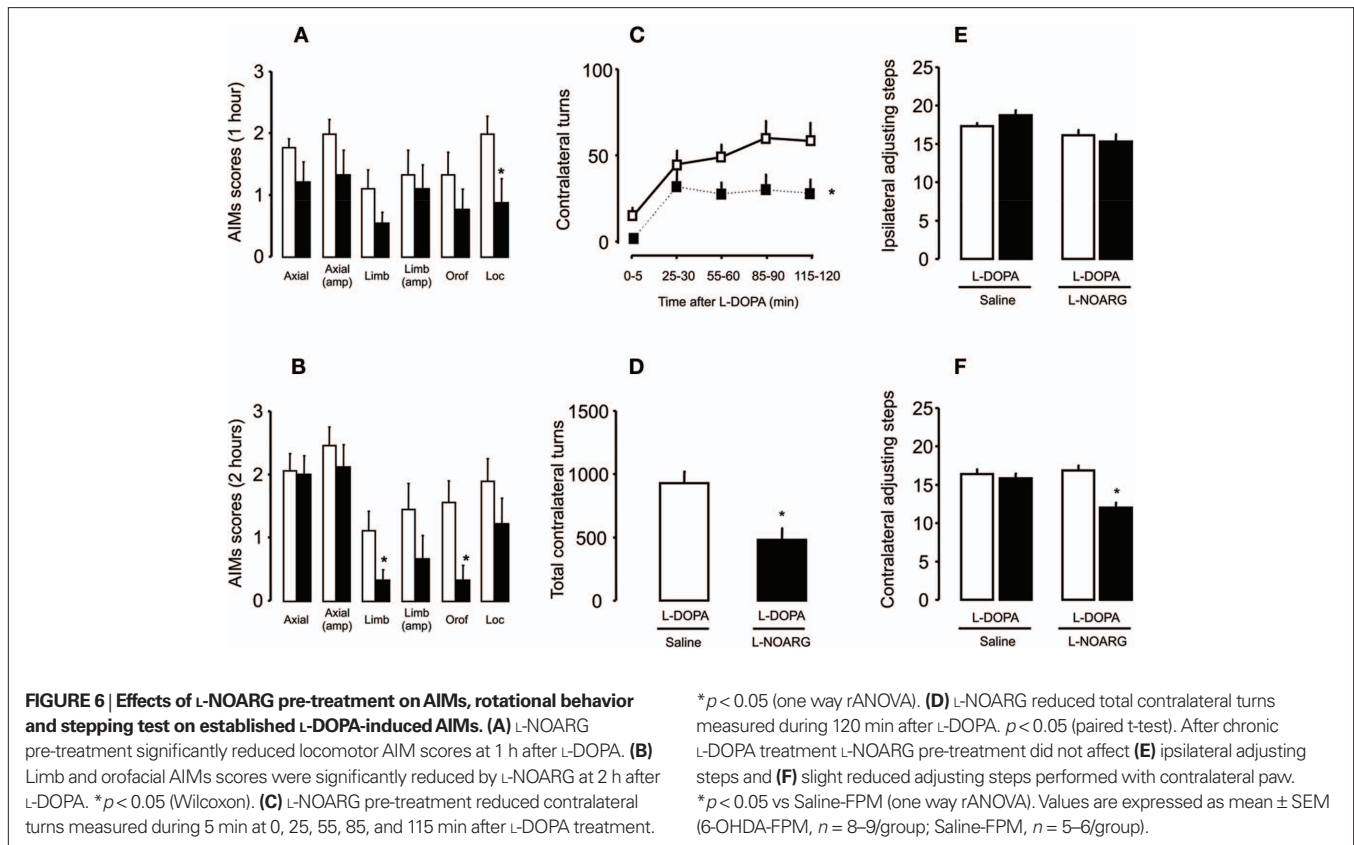 A
AIMs scores (1 hour)
3
2
1
0
Axial
Axial
(amp)
Limb
Limb
(amp)
Orof
Loc
*
C
Contralateral turns
100
50
0
*
0-5
25-30
55-60
85-90
115-120
Time after L-DOPA (min)
E
Ipsilateral adjusting steps
25
20
15
10
5
0
L-DOPA
L-DOPA
Saline
L-NOARG
B
AIMs scores (2 hours)
3
2
1
0
*
*
Axial
Axial
(amp)
Limb
Limb
(amp)
Orof
Loc
D
Total contralateral turns
1500
1000
500
0
*
L-DOPA
L-DOPA
Saline
L-NOARG
F
Contralateral adjusting steps
25
20
15
10
5
0
*
L-DOPA
L-DOPA
Saline
L-NOARG
FIGURE 6 | Effects of L-NOARG pre-treatment on AIMs, rotational behavior
and stepping test on established L-DOPA-induced AIMs. (A) L-NOARG
pre-treatment significantly reduced locomotor AIM scores at 1 h after L-DOPA. (B)
Limb and orofacial AIMs scores were significantly reduced by L-NOARG at 2 h after
L-DOPA. *p < 0.05 (Wilcoxon). (C) L-NOARG pre-treatment reduced contralateral
turns measured during 5 min at 0, 25, 55, 85, and 115 min after L-DOPA treatment.
*p < 0.05 (one way rANOVA). (D) L-NOARG reduced total contralateral turns
measured during 120 min after L-DOPA. p < 0.05 (paired t-test). After chronic
L-DOPA treatment L-NOARG pre-treatment did not affect (E) ipsilateral adjusting
steps and (F) slight reduced adjusting steps performed with contralateral paw.
*p < 0.05 vs Saline-FPM (one way rANOVA). Values are expressed as mean ± SEM
(6-OHDA-FPM, n = 8–9/group; Saline-FPM, n = 5–6/group).